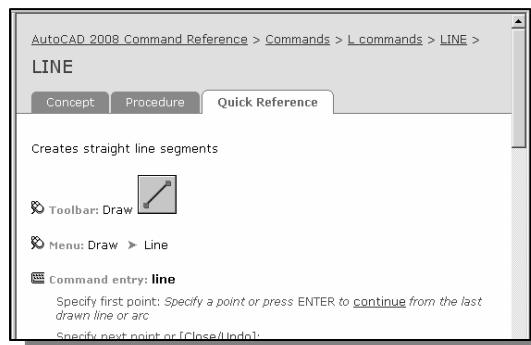 AutoCAD 2008 Command Reference > Commands > L commands > LINE >
LINE
Concept Procedure Quick Reference
Creates straight line segments
Toolbar: Draw
Menu: Draw ➤ Line
Command entry: line
Specify first point: Specify a point or press ENTER to continue from the last
drawn line or arc
Specify next point or [Close/Undo]: